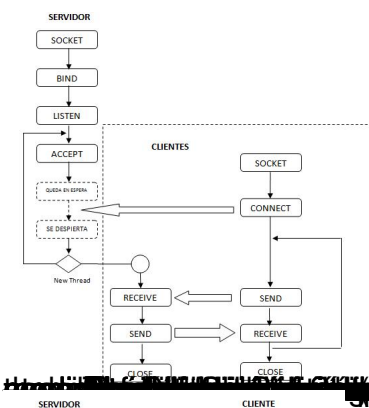 SERVIDOR
SOCKET
BIND
LISTEN
ACCEPT
QUEDA EN ESPERA
SE DESPIERTA
New Thread
CLIENTES
SOCKET
CONNECT
RECEIVE
SEND
SEND
RECEIVE
CLOSE
CLOSE
SERVIDOR
CLIENTE